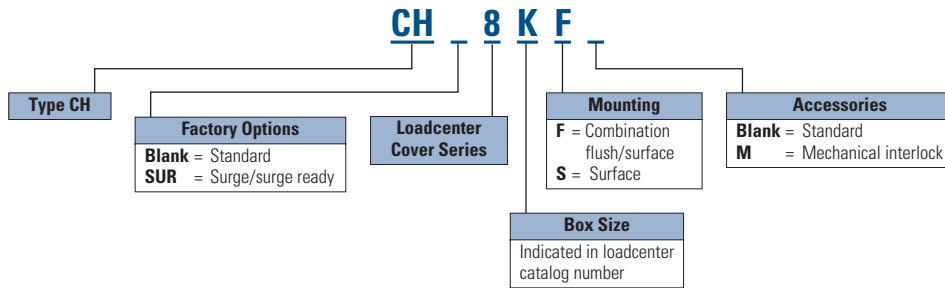 CH _ 8 K F _
Type CH
Factory Options
Blank = Standard
SUR = Surge/surge ready
Loadcenter
Cover Series
Mounting
F = Combination
flush/surface
S = Surface
Accessories
Blank = Standard
M = Mechanical interlock
Box Size
Indicated in loadcenter
catalog number